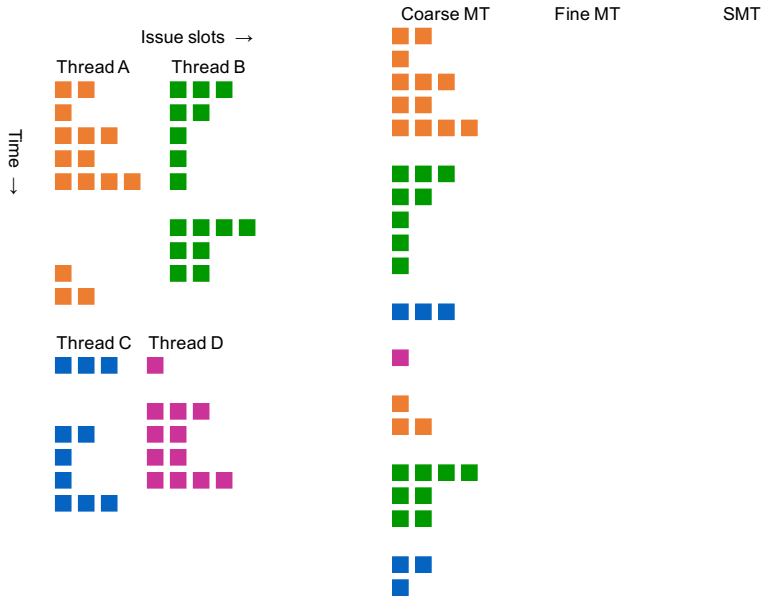 Coarse MT Fine MT SMT
Issue slots →
Thread A Thread B
Time →
Thread C Thread D